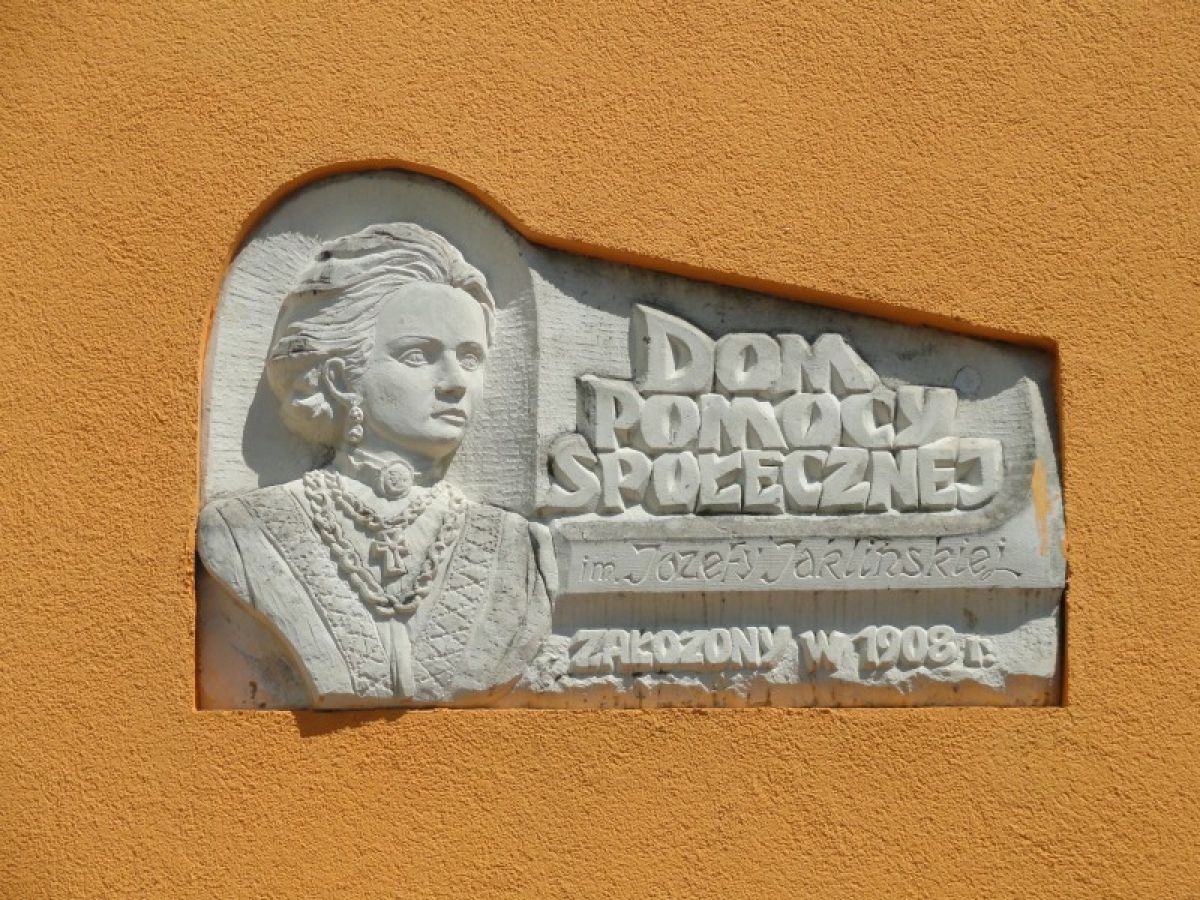 DOM
POMOCY
SPOŁECZNEJ
im. Józefy Jaklińskiej
ZAŁOŻONY W 1908 r.